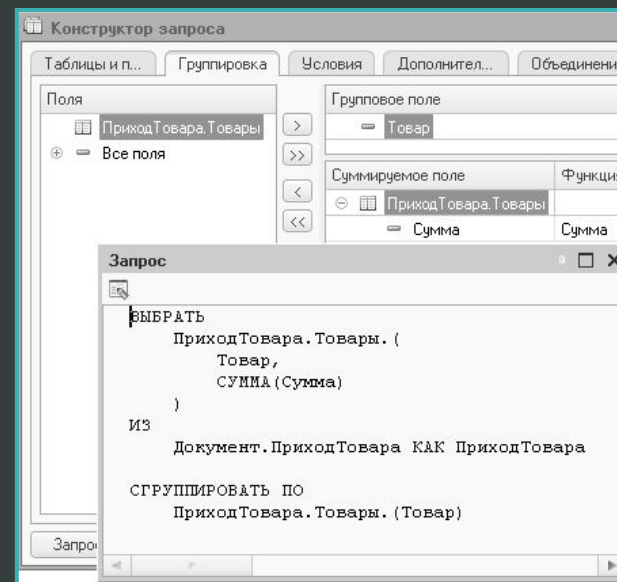 Конструктор запроса
Таблицы и п... Группировка Условия Дополнител... Объединени
Поля
Групповое поле
ПриходТовара.Товары
Товар
Все поля
Суммируемое поле Функция
ПриходТовара.Товары
Сумма Сумма
Запрос
ВЫБРАТЬ
ПриходТовара.Товары.(
Товар,
СУММА(Сумма)
)
ИЗ
Документ.ПриходТовара КАК ПриходТовара
СГРУППИРОВАТЬ ПО
ПриходТовара.Товары.(Товар)
Запро